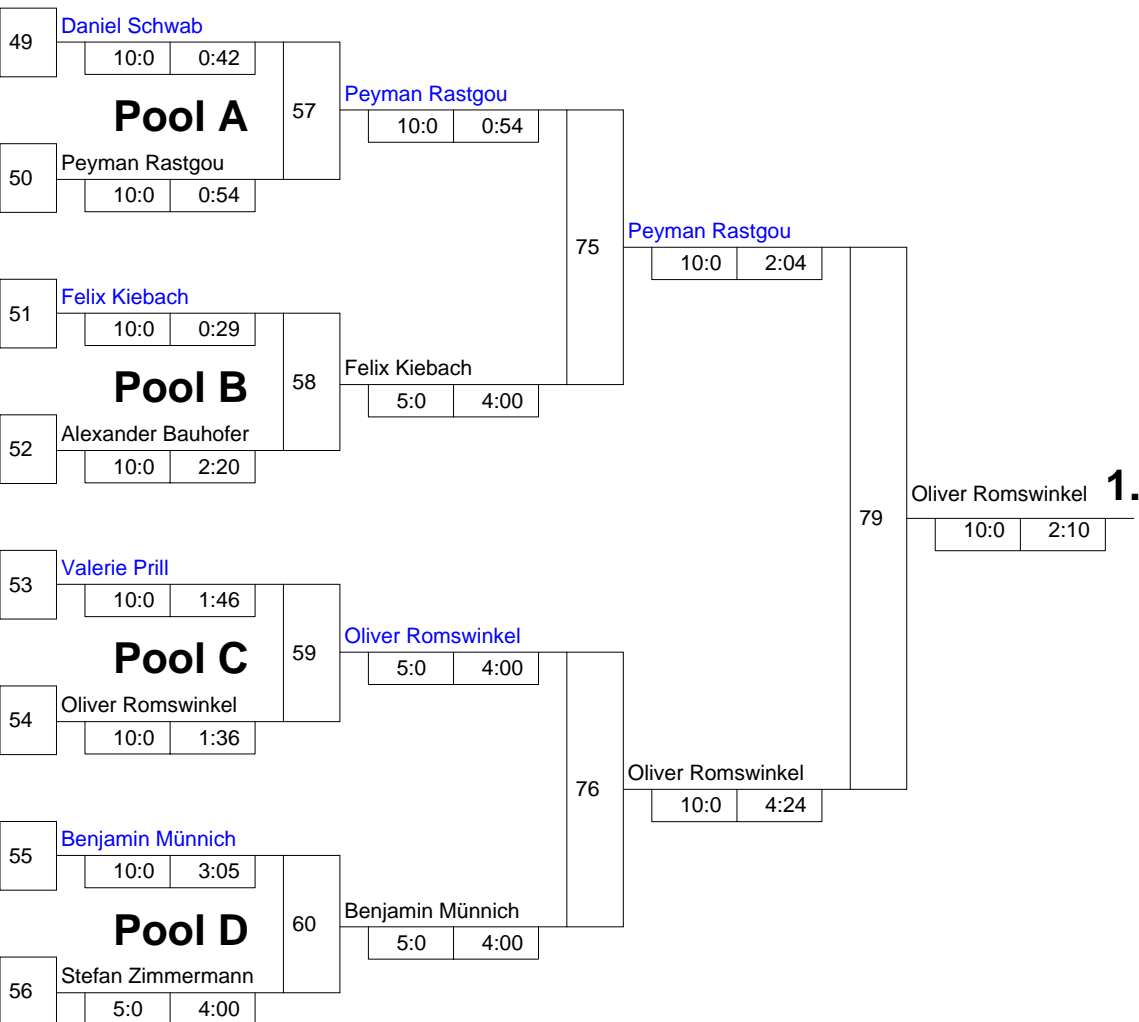 49 Daniel Schwab
10:0 0:42
Pool A 57 Peyman Rastgou
10:0 0:54
50 Peyman Rastgou
10:0 0:54
75 Peyman Rastgou
10:0 2:04
51 Felix Kiebach
10:0 0:29
Pool B 58 Felix Kiebach
5:0 4:00
52 Alexander Bauhofer
10:0 2:20
79 Oliver Romswinkel 1.
10:0 2:10
53 Valerie Prill
10:0 1:46
Pool C 59 Oliver Romswinkel
5:0 4:00
54 Oliver Romswinkel
10:0 1:36
76 Oliver Romswinkel
10:0 4:24
55 Benjamin Münnich
10:0 3:05
Pool D 60 Benjamin Münnich
5:0 4:00
56 Stefan Zimmermann
5:0 4:00